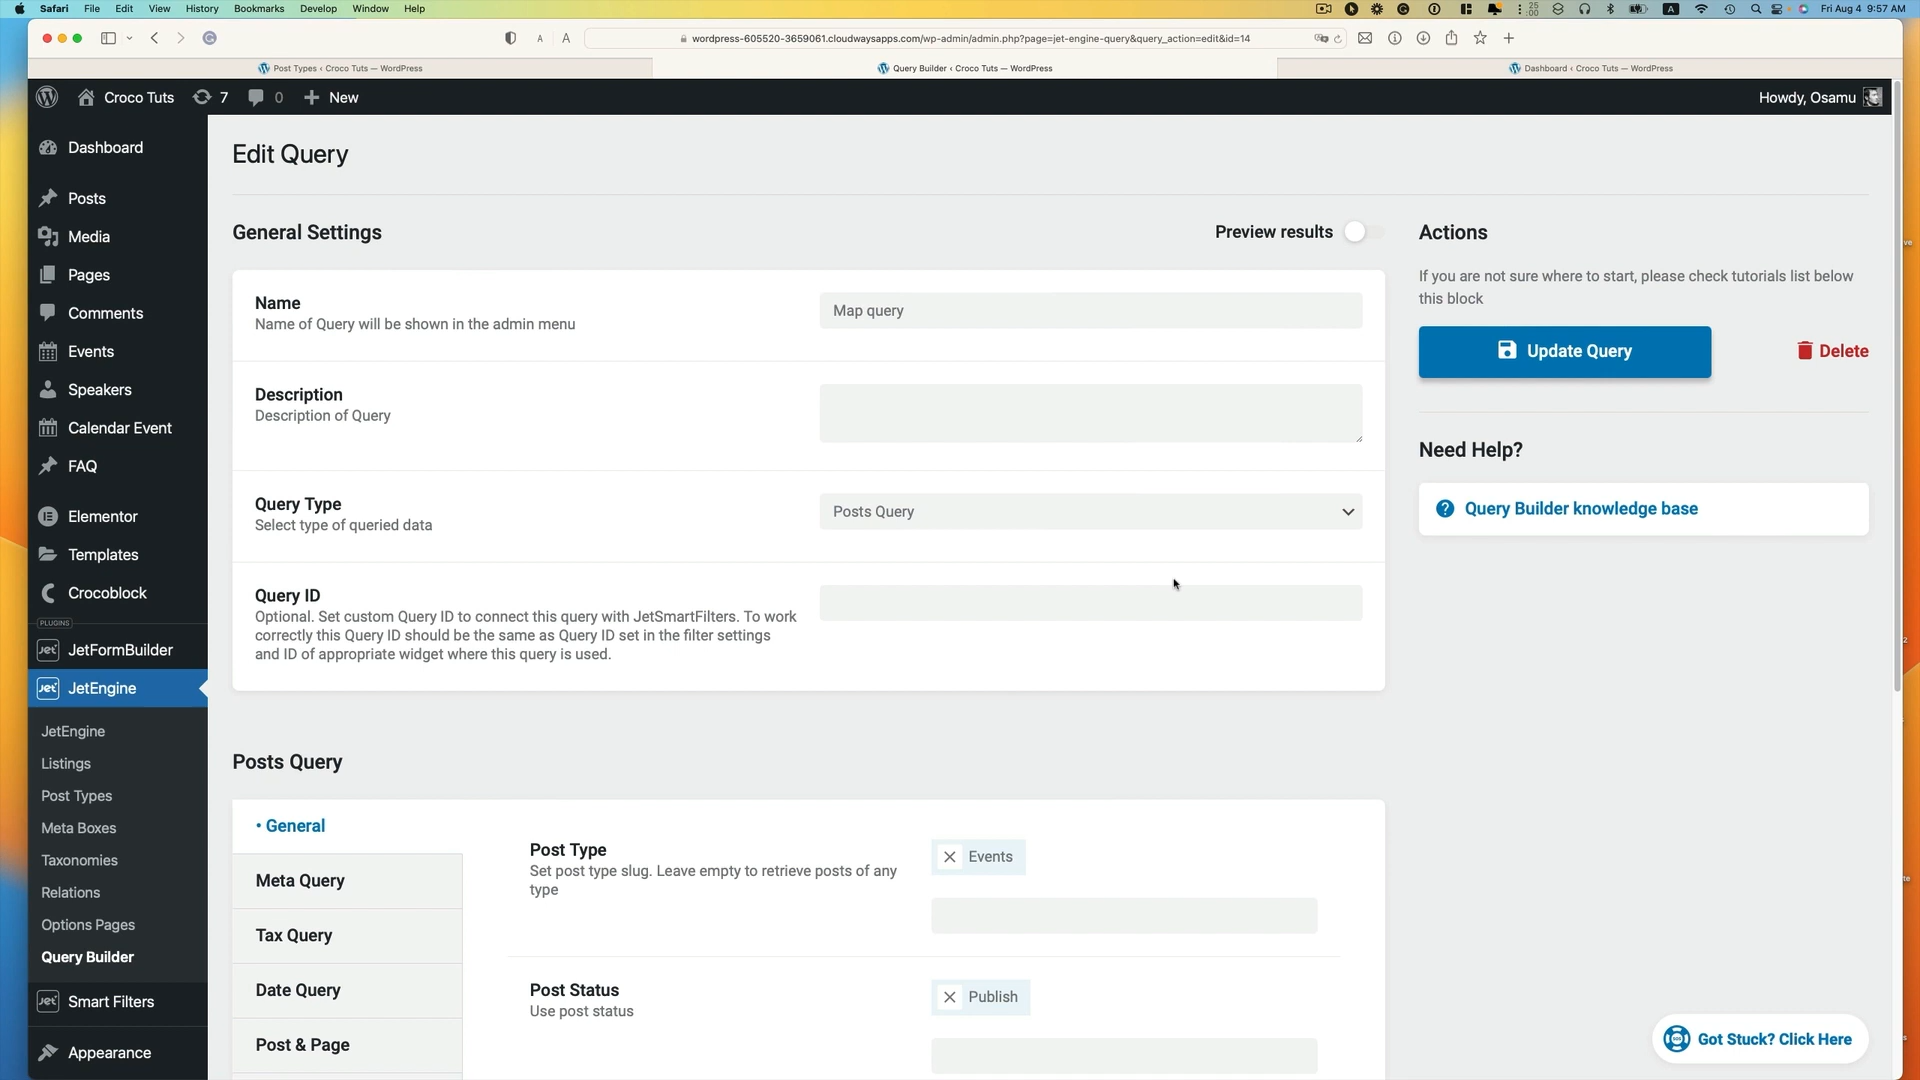 Safari File Edit View History Bookmarks Develop Window Help
25
:00
A
Fri Aug 4 9:57 AM
A A
wordpress-605520-3659061.cloudwaysapps.com/wp-admin/admin.php?page=jet-engine-query&query_action=edit&id=14
Post Types ‹ Croco Tuts — WordPress
Query Builder ‹ Croco Tuts — WordPress
Dashboard ‹ Croco Tuts — WordPress
Croco Tuts 7 0 New
Howdy, Osamu
Dashboard
Posts
Media
Pages
Comments
Events
Speakers
Calendar Event
FAQ
Elementor
Templates
Crocoblock
PLUGINS
JetFormBuilder
JetEngine
JetEngine
Listings
Post Types
Meta Boxes
Taxonomies
Relations
Options Pages
Query Builder
Smart Filters
Appearance
Edit Query
General Settings
Preview results
Name
Name of Query will be shown in the admin menu
Map query
Description
Description of Query
Query Type
Select type of queried data
Posts Query
Query ID
Optional. Set custom Query ID to connect this query with JetSmartFilters. To work
correctly this Query ID should be the same as Query ID set in the filter settings
and ID of appropriate widget where this query is used.
Actions
If you are not sure where to start, please check tutorials list below
this block
Update Query
Delete
Need Help?
Query Builder knowledge base
Posts Query
• General
Meta Query
Tax Query
Date Query
Post & Page
Post Type
Set post type slug. Leave empty to retrieve posts of any
type
Events
Post Status
Use post status
Publish
Got Stuck? Click Here